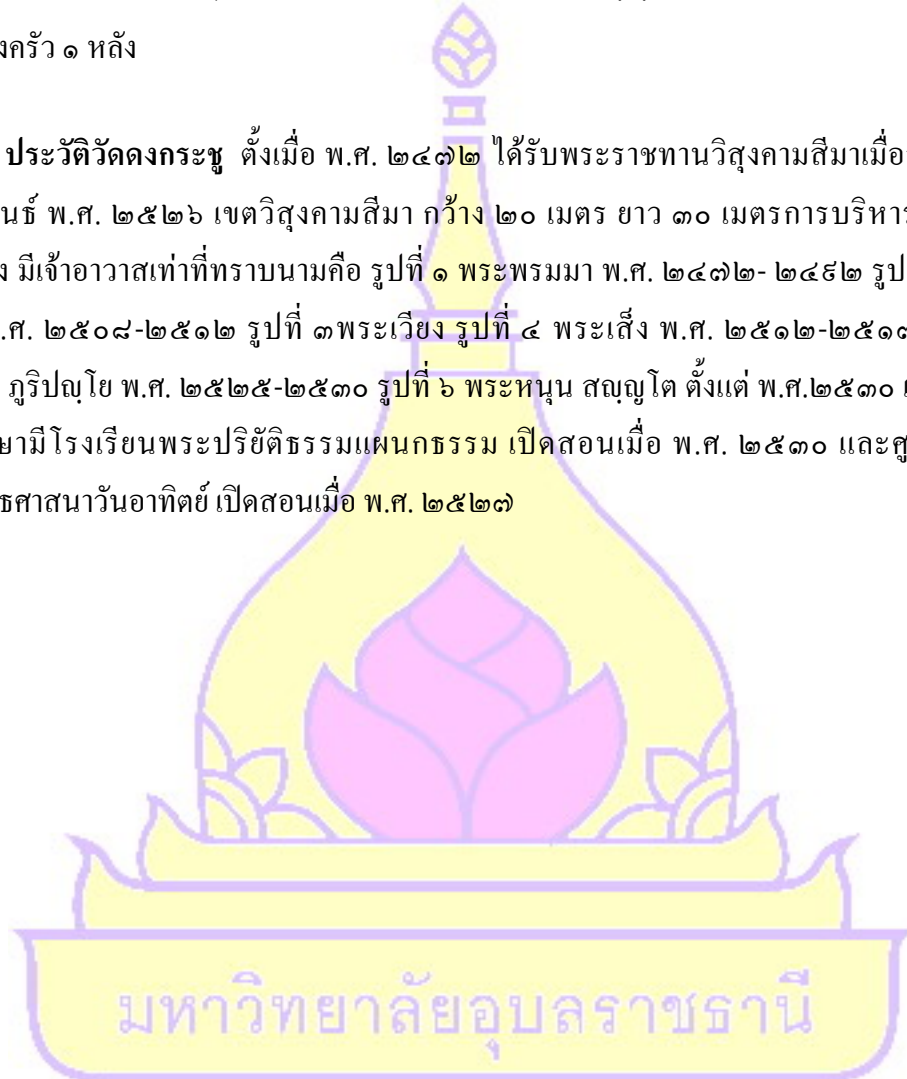 งครัว ๑ หลัง
ประวัติวัดดงกระชู ตั้งเมื่อ พ.ศ. ๒๔๗๒ ได้รับพระราชทานวิสุงคามสีมาเมื่อ
นธ์ พ.ศ. ๒๕๒๖ เขตวิสุงคามสีมา กว้าง ๒๐ เมตร ยาว ๓๐ เมตรการบริหาร
ง มีเจ้าอาวาสเท่าที่ทราบนามคือ รูปที่ ๑ พระพรมมา พ.ศ. ๒๔๗๒- ๒๔๙๒ รูป
.ศ. ๒๕๐๘-๒๕๑๒ รูปที่ ๓พระเวียง รูปที่ ๔ พระเส็ง พ.ศ. ๒๕๑๒-๒๕๑๗
ภูริปญฺโย พ.ศ. ๒๕๒๕-๒๕๓๐ รูปที่ ๖ พระหนุน สญฺญโต ตั้งแต่ พ.ศ.๒๕๓๐
ษามีโรงเรียนพระปริยัติธรรมแผนกธรรม เปิดสอนเมื่อ พ.ศ. ๒๕๓๐ และศู
ธศาสนาวันอาทิตย์ เปิดสอนเมื่อ พ.ศ. ๒๕๒๗
มหาวิทยาลัยอุบลราชธานี